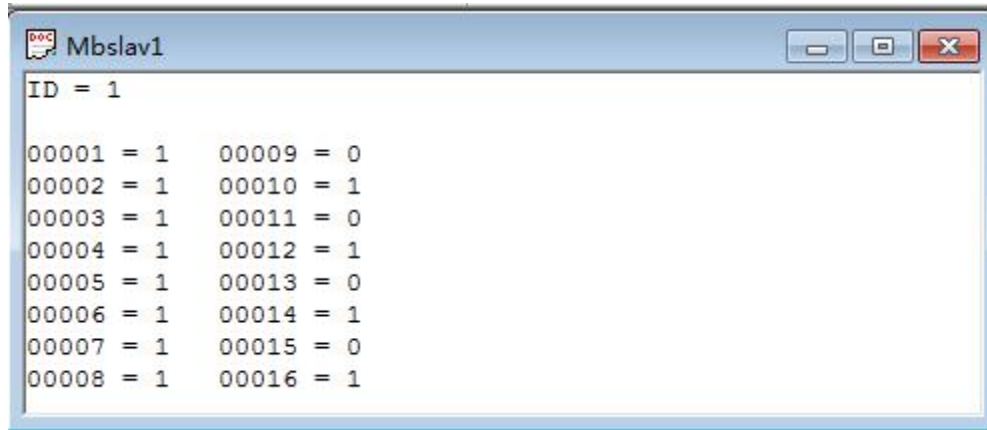 Mbslav1
ID = 1
00001 = 1   00009 = 0
00002 = 1   00010 = 1
00003 = 1   00011 = 0
00004 = 1   00012 = 1
00005 = 1   00013 = 0
00006 = 1   00014 = 1
00007 = 1   00015 = 0
00008 = 1   00016 = 1